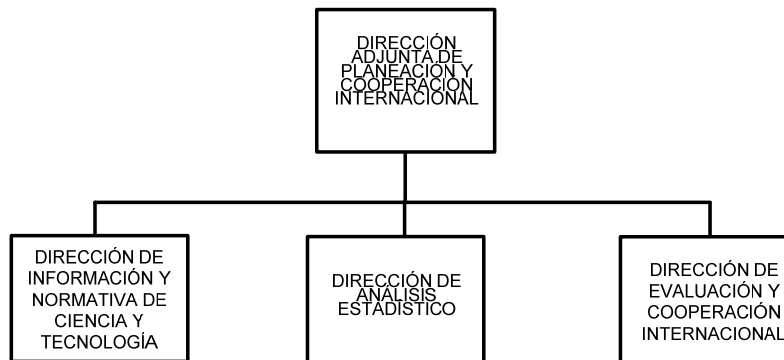 DIRECCIÓN
ADJUNTA DE
PLANEACIÓN Y
COOPERACIÓN
INTERNACIONAL
DIRECCIÓN DE
INFORMACIÓN Y
NORMATIVA DE
CIENCIA Y
TECNOLOGÍA
DIRECCIÓN DE
ANÁLISIS
ESTADÍSTICO
DIRECCIÓN DE
EVALUACIÓN Y
COOPERACIÓN
INTERNACIONAL